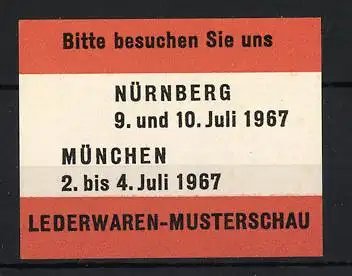 Bitte besuchen Sie uns
NÜRNBERG
9. und 10. Juli 1967
MÜNCHEN
2. bis 4. Juli 1967
LEDERWAREN-MUSTERSCHAU